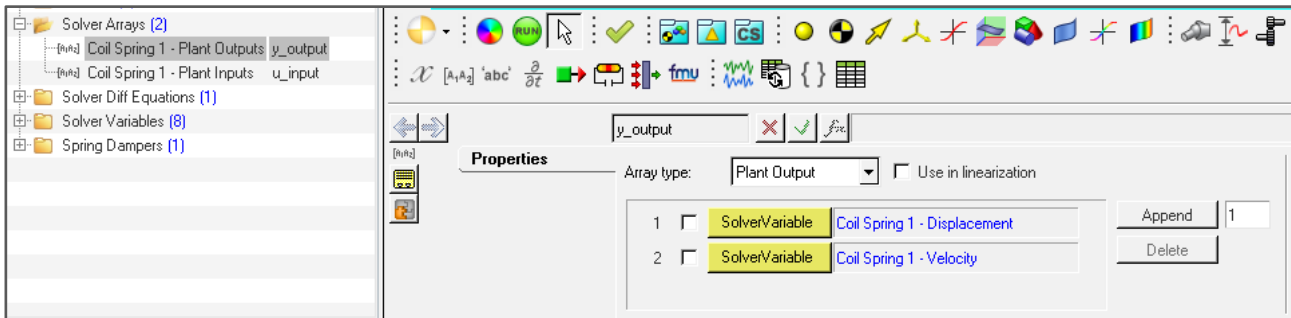 Solver Arrays (2)
Coil Spring 1 - Plant Outputs y_output
Coil Spring 1 - Plant Inputs u_input
Solver Diff Equations (1)
Solver Variables (8)
Spring Dampers (1)
RUN
CS
'abc'
fmu
{ }
y_output
Properties
Array type: Plant Output Use in linearization
1 SolverVariable Coil Spring 1 - Displacement
2 SolverVariable Coil Spring 1 - Velocity
Append 1
Delete